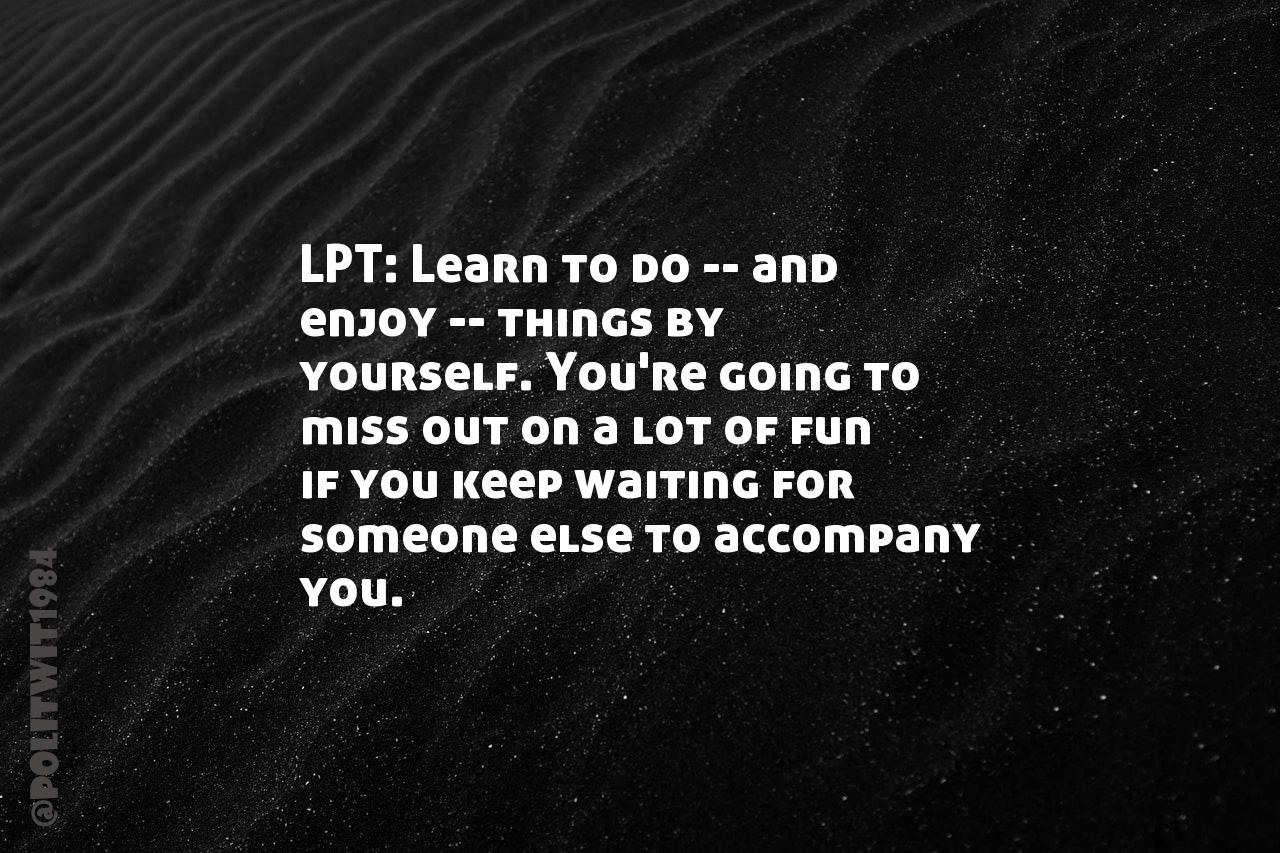 LPT: Learn to do -- and
enjoy -- things by
yourself. You're going to
miss out on a lot of fun
if you keep waiting for
someone else to accompany
you.
@POLITWIT1984